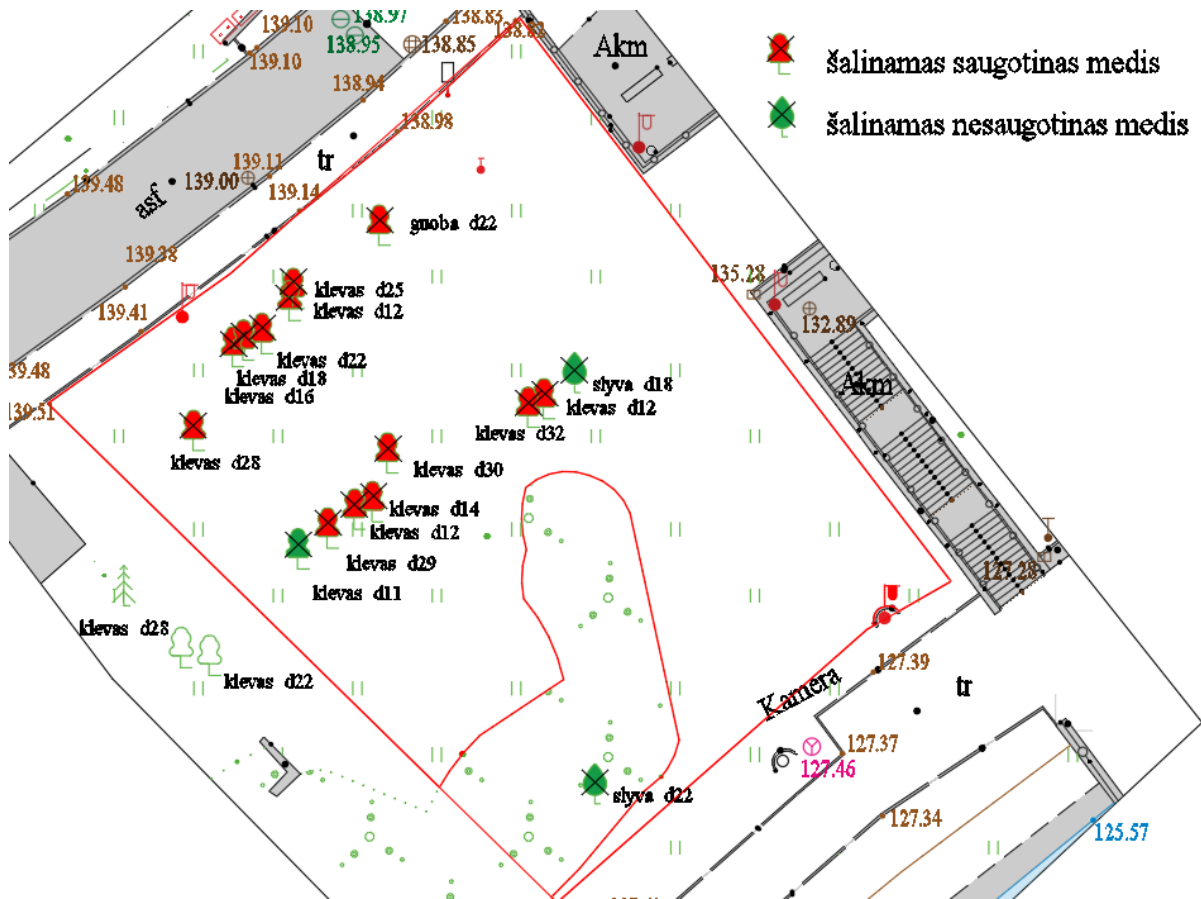 139.10
138.97
138.83
138.82
138.95
138.85
Akm
šalinamas saugotinas medis
139.10
138.94
138.98
šalinamas nesaugotinas medis
tr
139.11
139.48
139.00
139.14
asf
guoba d22
139.38
135.28
klevas d25
klevas d12
139.41
132.89
klevas d22
39.48
klevas d18
klevas d16
slyva d18
Akm
klevas d12
139.51
klevas d32
klevas d28
klevas d30
klevas d14
klevas d12
klevas d29
127.28
klevas d11
klevas d28
127.39
klevas d22
Kamera
tr
127.37
127.46
slyva d22
127.34
125.57